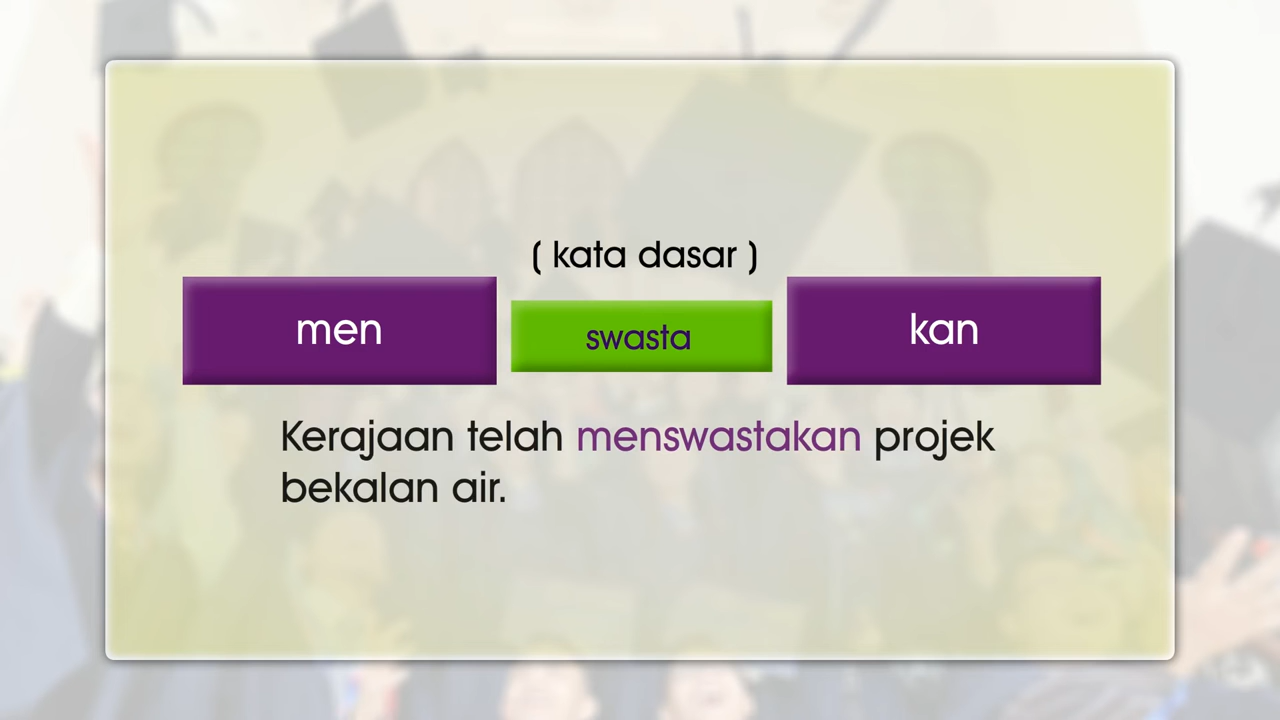 ( kata dasar )
men swasta kan
Kerajaan telah menswastakan projek
bekalan air.